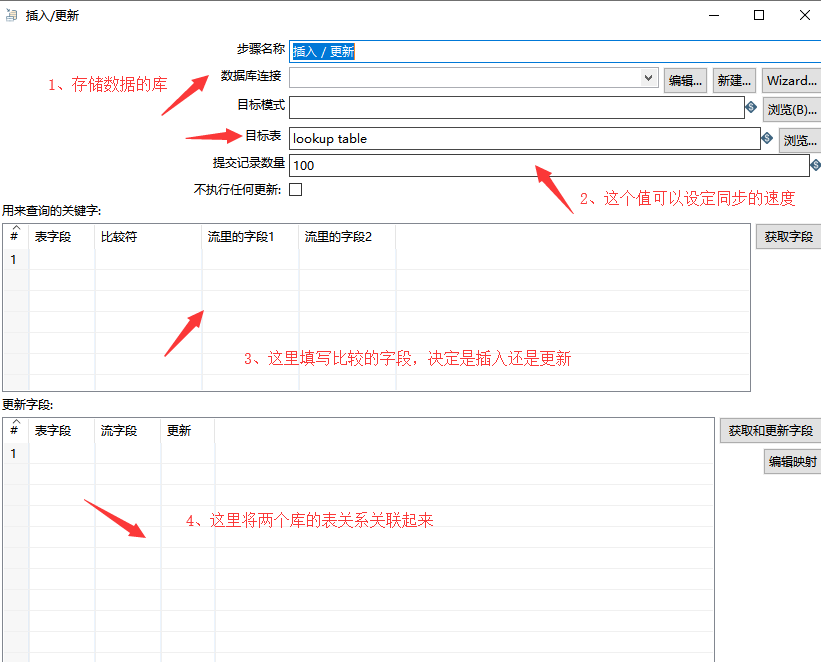 插入/更新
步骤名称 插入 / 更新
1、存储数据的库 数据库连接 编辑... 新建... Wizard...
目标模式 浏览(B)...
目标表 lookup table 浏览...
提交记录数量 100
不执行任何更新: 2、这个值可以设定同步的速度
用来查询的关键字:
# 表字段 比较符 流里的字段1 流里的字段2 获取字段
1
3、这里填写比较的字段，决定是插入还是更新
更新字段:
# 表字段 流字段 更新 获取和更新字段
1 编辑映射
4、这里将两个库的表关系关联起来